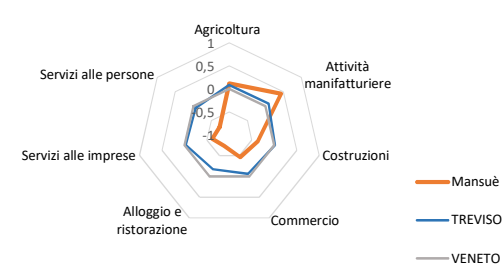 Agricoltura
1
0,5
0
-0,5
-1
Attività
manifatturiere
Costruzioni
Commercio
Alloggio e
ristorazione
Servizi alle imprese
Servizi alle persone
Mansuè
TREVISO
VENETO